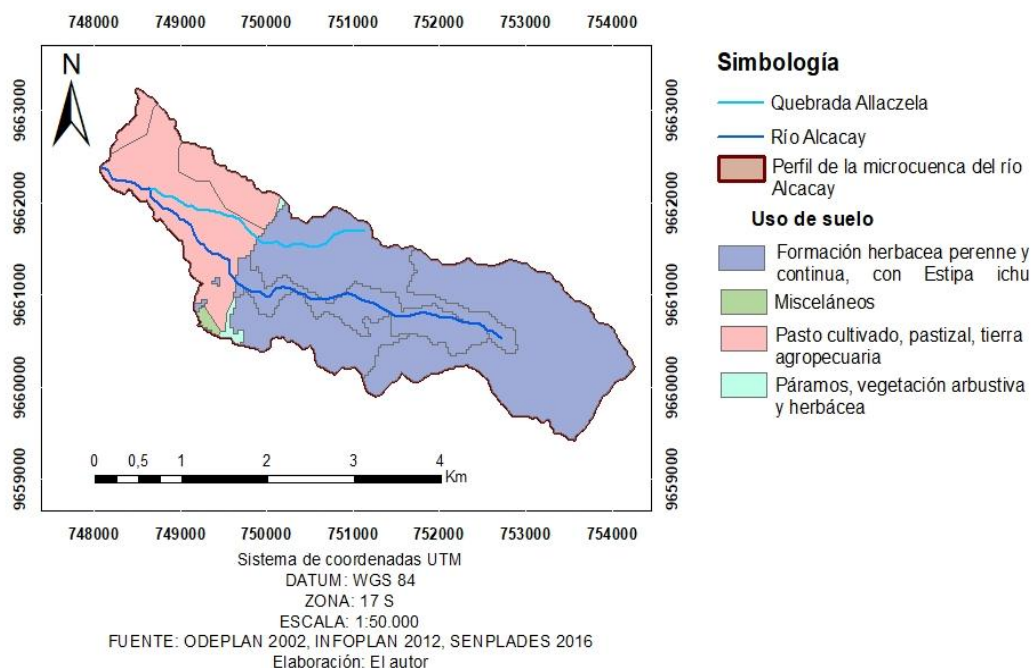 748000 749000 750000 751000 752000 753000 754000
N
9663000
9662000
9661000
9660000
9659000
9663000
9662000
9661000
9660000
9659000
0 0,5 1 2 3 4
Km
748000 749000 750000 751000 752000 753000 754000
Simbología
Quebrada Allaczela
Río Alcacay
Perfil de la microcuenca del río
Alcacay
Uso de suelo
Formación herbacea perenne y
continua, con Estipa ichu
Misceláneos
Pasto cultivado, pastizal, tierra
agropecuaria
Páramos, vegetación arbustiva
y herbácea
Sistema de coordenadas UTM
DATUM: WGS 84
ZONA: 17 S
ESCALA: 1:50.000
FUENTE: ODEPLAN 2002, INFOPLAN 2012, SENPLADES 2016
Elaboración: El autor